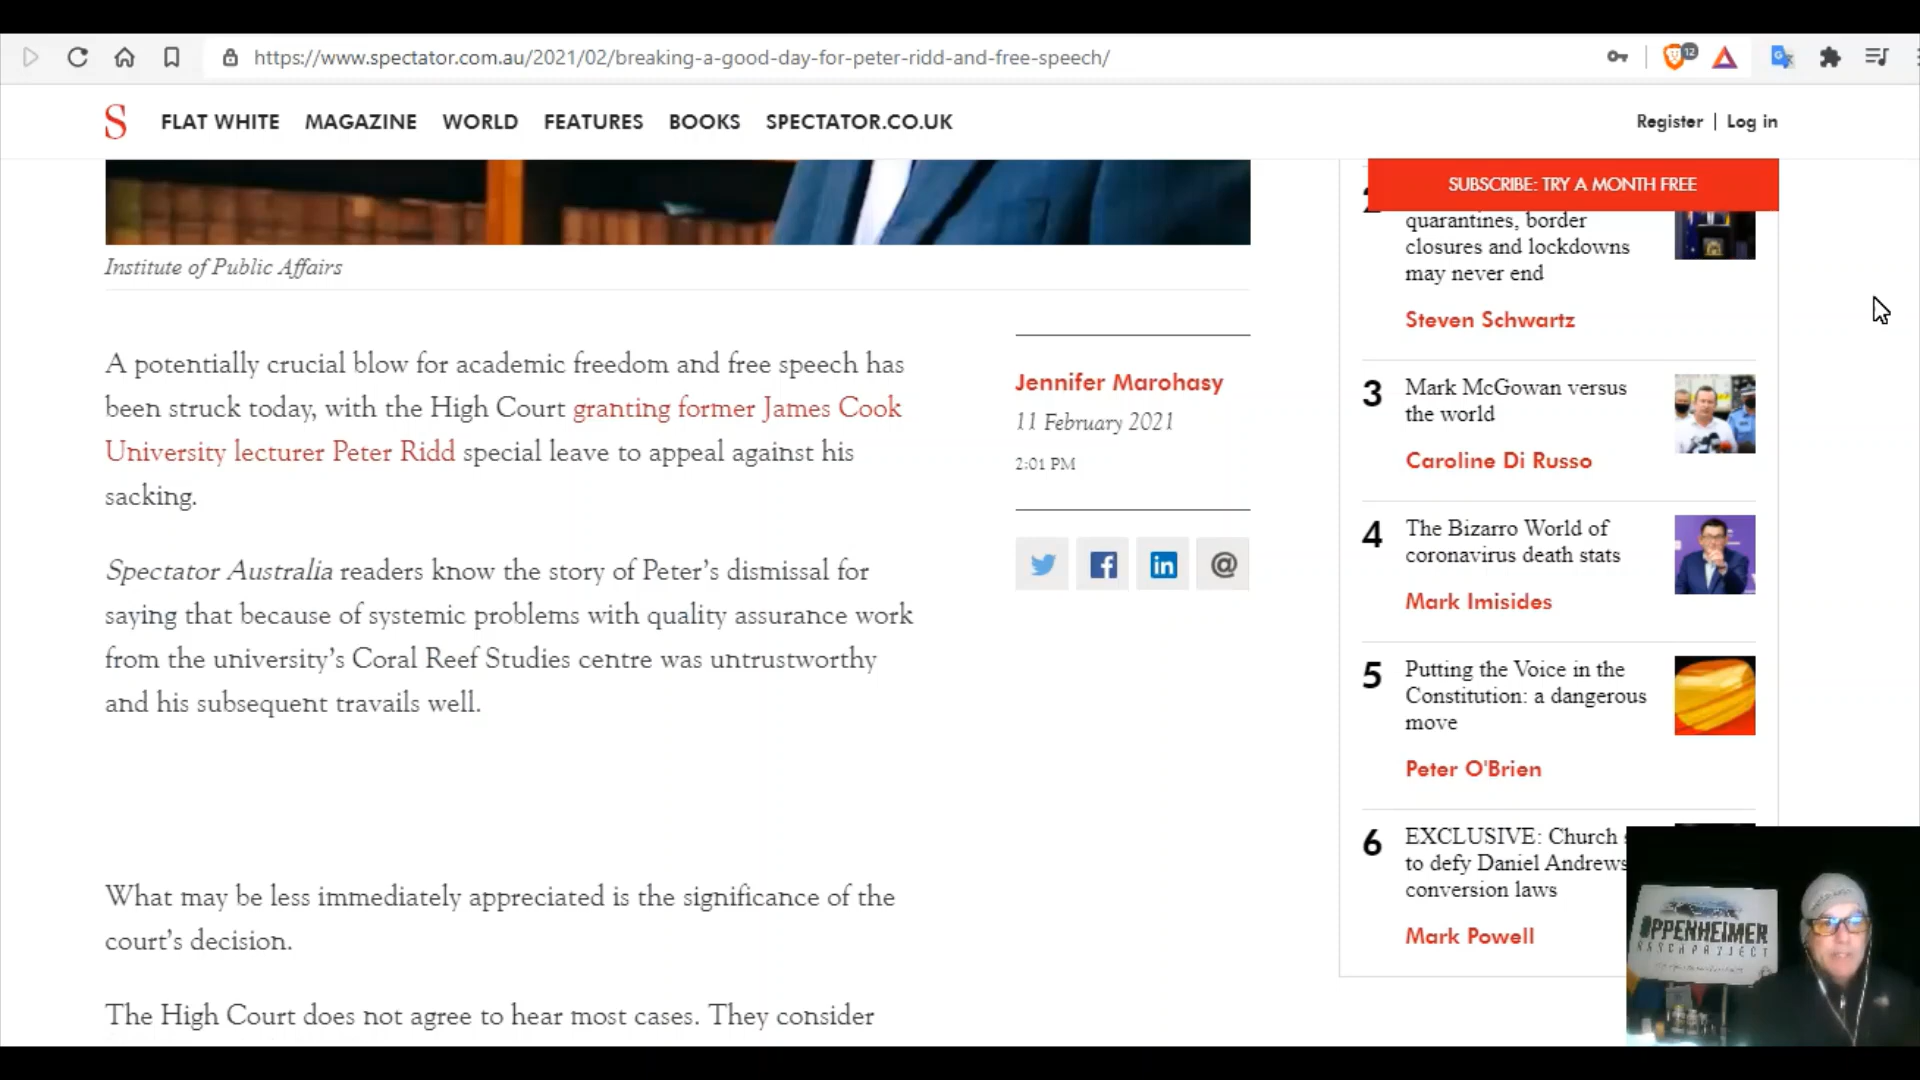 https://www.spectator.com.au/2021/02/breaking-a-good-day-for-peter-ridd-and-free-speech/
12
S FLAT WHITE MAGAZINE WORLD FEATURES BOOKS SPECTATOR.CO.UK
Register | Log in
SUBSCRIBE: TRY A MONTH FREE
Institute of Public Affairs
A potentially crucial blow for academic freedom and free speech has
been struck today, with the High Court granting former James Cook
University lecturer Peter Ridd special leave to appeal against his
sacking.
Spectator Australia readers know the story of Peter's dismissal for
saying that because of systemic problems with quality assurance work
from the university's Coral Reef Studies centre was untrustworthy
and his subsequent travails well.
What may be less immediately appreciated is the significance of the
court's decision.
The High Court does not agree to hear most cases. They consider
Jennifer Marohasy
11 February 2021
2:01 PM
@
quarantines, border
closures and lockdowns
may never end
Steven Schwartz
3 Mark McGowan versus
the world
Caroline Di Russo
4 The Bizarro World of
coronavirus death stats
Mark Imisides
5 Putting the Voice in the
Constitution: a dangerous
move
Peter O'Brien
6 EXCLUSIVE: Church
to defy Daniel Andrews
conversion laws
Mark Powell
OPPENHEIMER